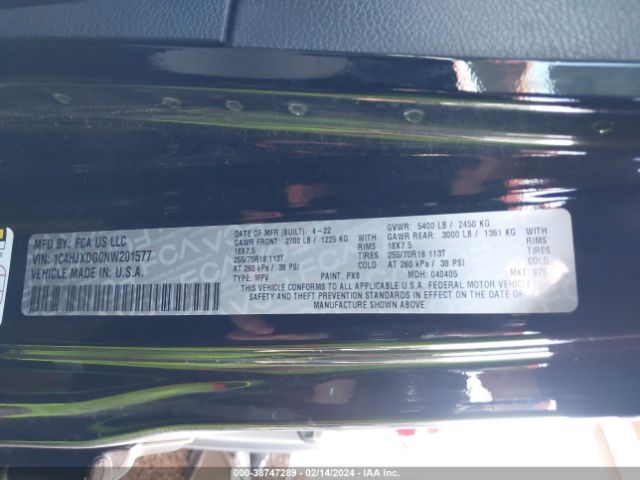 MFD BY: FCA US LLC
VIN: 1C4HJXDG0NW201577
VEHICLE MADE IN U.S.A.
DATE OF MFR (BUILT): 4-22
GAWR FRONT: 2700 LB / 1225 KG WITH
18X7.5 RIMS
255/70R18 113T TIRES
AT 260 kPa / 38 PSI
TYPE: MPV
PAINT: PX8
GVWR: 5400 LB / 2450 KG
GAWR REAR: 3000 LB / 1361 KG WITH
18X7.5 RIMS
255/70R18 113T TIRES
AT 260 kPa / 38 PSI
MDH: 040405
MKT: 875
THIS VEHICLE CONFORMS TO ALL APPLICABLE U.S.A. FEDERAL MOTOR VEHICLE
SAFETY AND THEFT PREVENTION STANDARDS IN EFFECT ON THE DATE OF
MANUFACTURE SHOWN ABOVE.
000-38747289 - 02/14/2024 - IAA Inc.